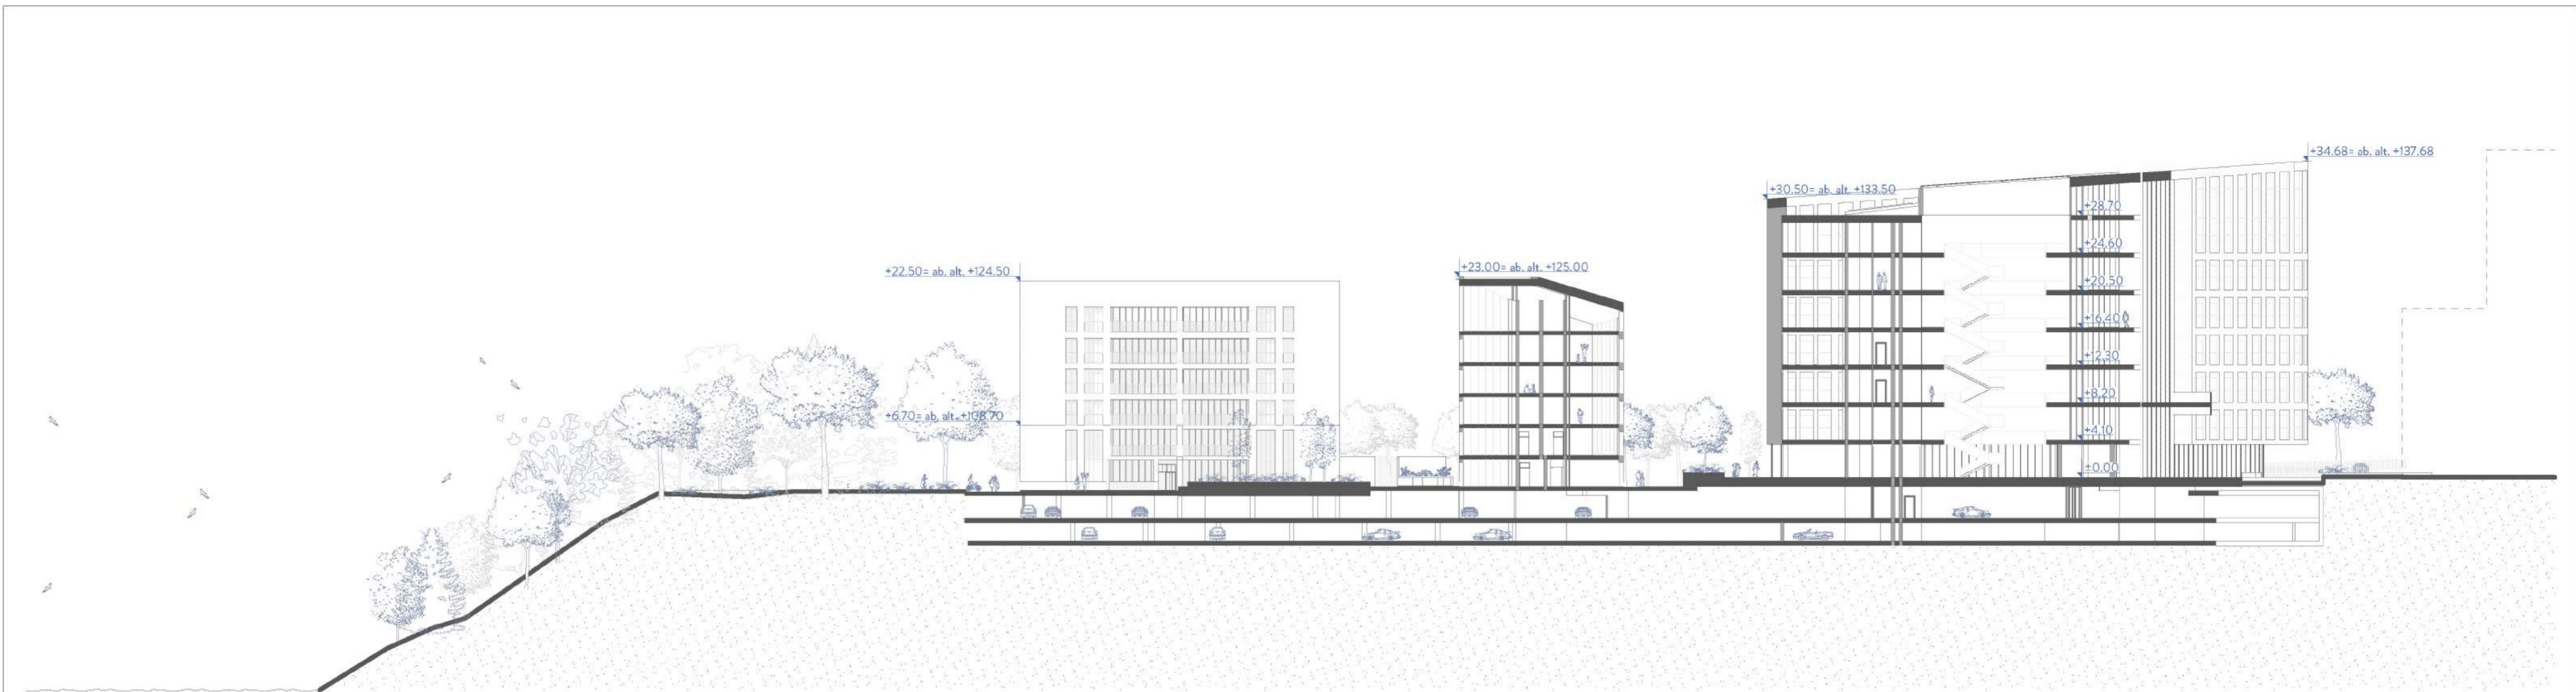 +34.68= ab. alt. +137.68
+30.50= ab. alt. +133.50
+28.70
+24.60
+22.50= ab. alt. +124.50
+23.00= ab. alt. +125.00
+20.50
+16.40
+12.30
+8.20
+6.70= ab. alt. +108.70
+4.10
±0.00